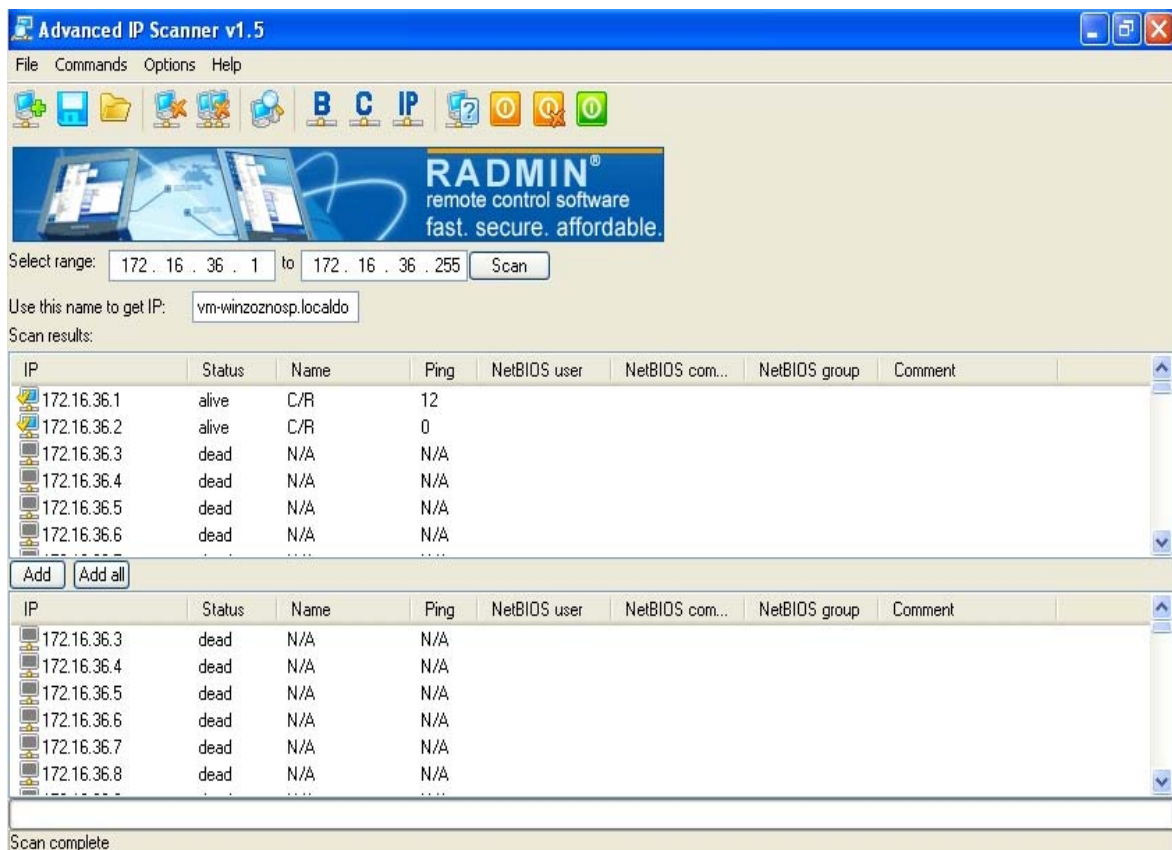 Advanced IP Scanner v1.5
File Commands Options Help
B C IP
RADMIN®
remote control software
fast. secure. affordable.
Select range: 172 . 16 . 36 . 1 to 172 . 16 . 36 . 255 Scan
Use this name to get IP: vm-winzoznosp.localdo
Scan results:
IP Status Name Ping NetBIOS user NetBIOS com... NetBIOS group Comment
172.16.36.1 alive C/R 12
172.16.36.2 alive C/R 0
172.16.36.3 dead N/A N/A
172.16.36.4 dead N/A N/A
172.16.36.5 dead N/A N/A
172.16.36.6 dead N/A N/A
Add Add all
IP Status Name Ping NetBIOS user NetBIOS com... NetBIOS group Comment
172.16.36.3 dead N/A N/A
172.16.36.4 dead N/A N/A
172.16.36.5 dead N/A N/A
172.16.36.6 dead N/A N/A
172.16.36.7 dead N/A N/A
172.16.36.8 dead N/A N/A
Scan complete